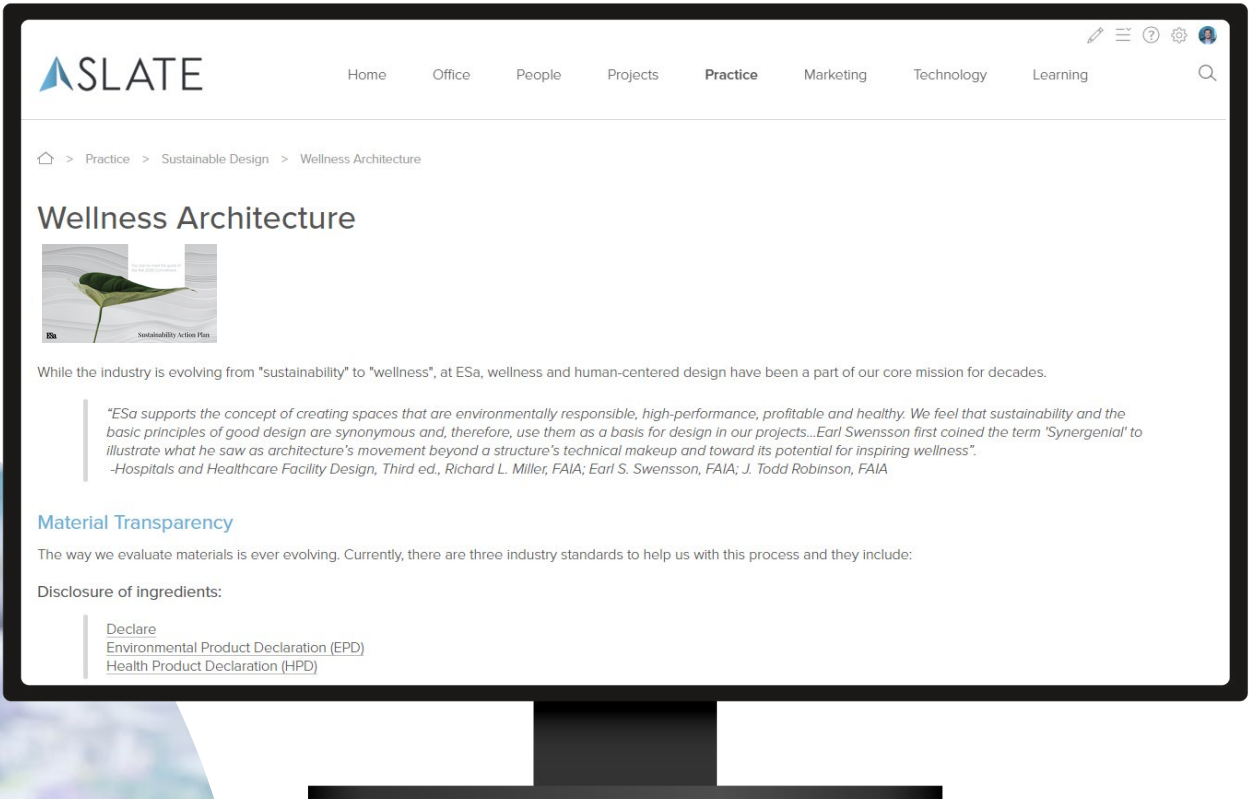 SLATE
Home Office People Projects Practice Marketing Technology Learning
> Practice > Sustainable Design > Wellness Architecture
Wellness Architecture
ESa
Sustainability Action Plan
While the industry is evolving from "sustainability" to "wellness", at ESa, wellness and human-centered design have been a part of our core mission for decades.
“ESa supports the concept of creating spaces that are environmentally responsible, high-performance, profitable and healthy. We feel that sustainability and the
basic principles of good design are synonymous and, therefore, use them as a basis for design in our projects...Earl Swensson first coined the term 'Synergenial' to
illustrate what he saw as architecture’s movement beyond a structure’s technical makeup and toward its potential for inspiring wellness”.
-Hospitals and Healthcare Facility Design, Third ed., Richard L. Miller, FAIA; Earl S. Swensson, FAIA; J. Todd Robinson, FAIA
Material Transparency
The way we evaluate materials is ever evolving. Currently, there are three industry standards to help us with this process and they include:
Disclosure of ingredients:
Declare
Environmental Product Declaration (EPD)
Health Product Declaration (HPD)